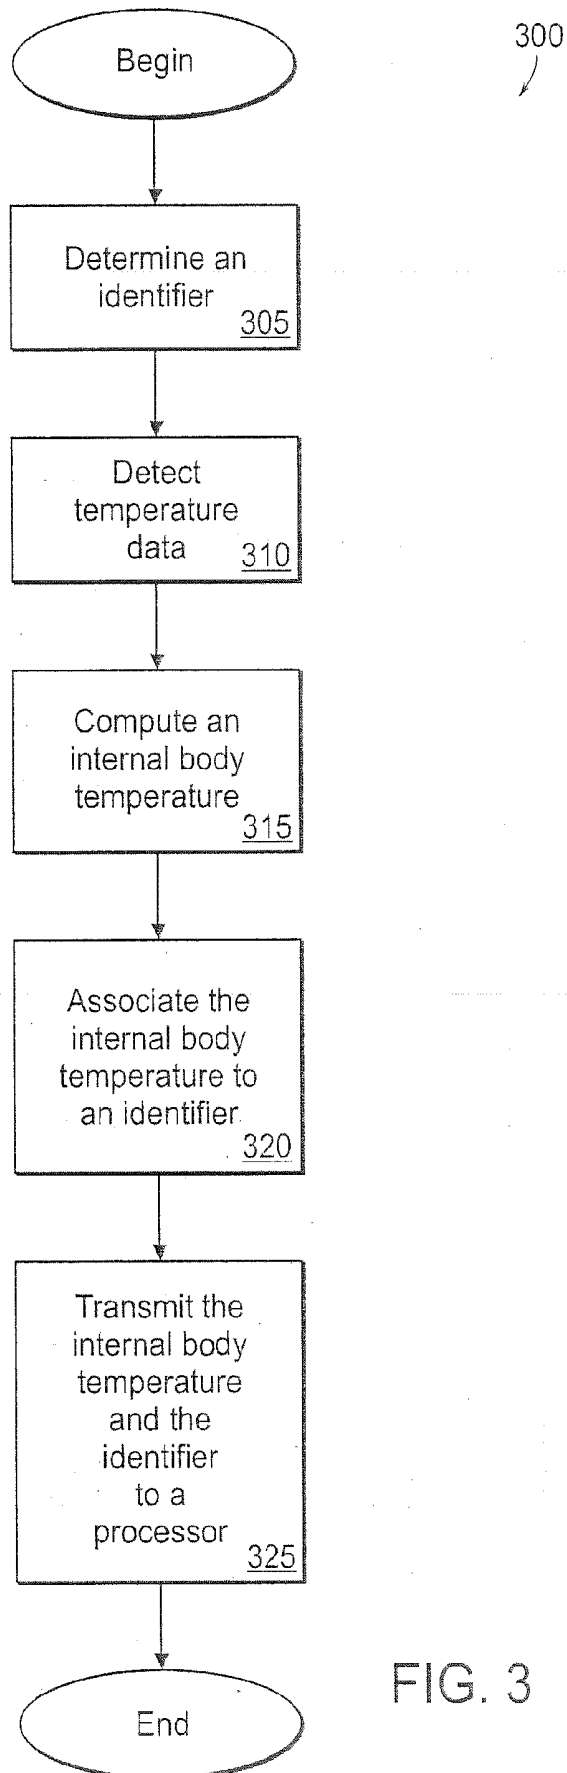 Begin
300
Determine an
identifier
305
Detect
temperature
data
310
Compute an
internal body
temperature
315
Associate the
internal body
temperature to
an identifier
320
Transmit the
internal body
temperature
and the
identifier
to a
processor
325
End
FIG. 3